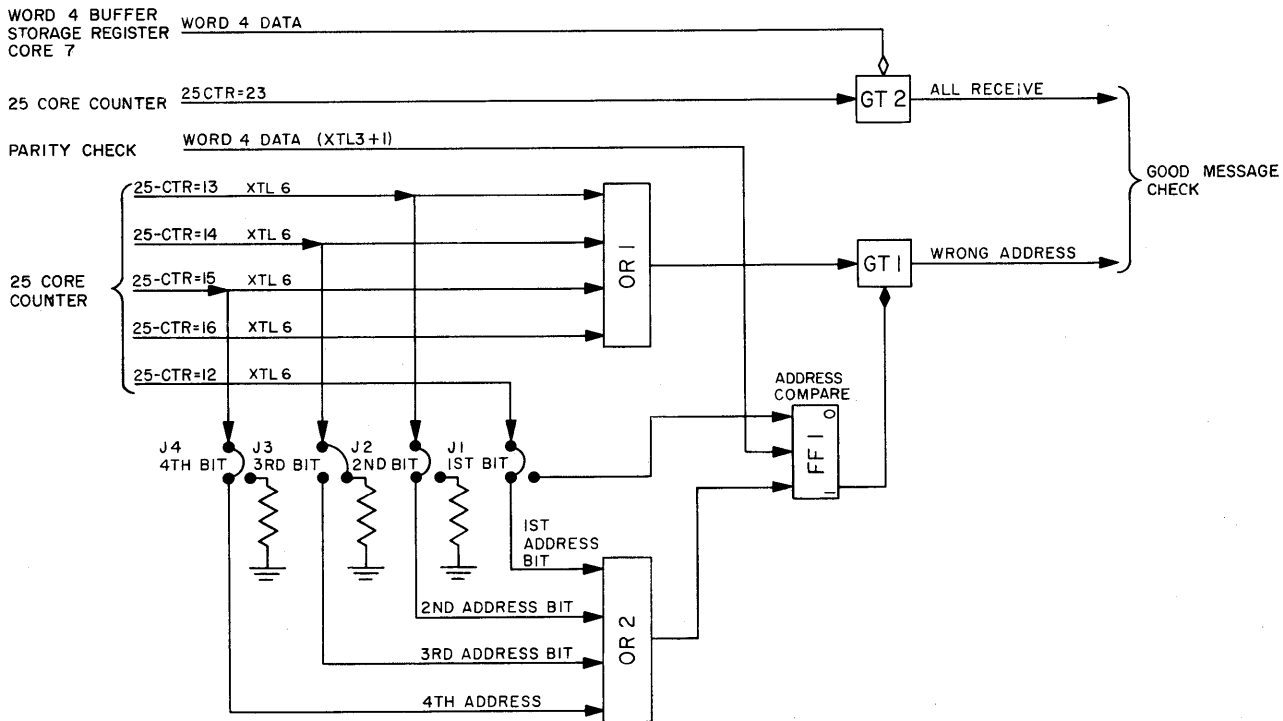 WORD 4 BUFFER
STORAGE REGISTER
CORE 7
WORD 4 DATA
25 CORE COUNTER
25CTR=23
GT 2
ALL RECEIVE
PARITY CHECK
WORD 4 DATA (XTL3+1)
GOOD MESSAGE
CHECK
25 CORE
COUNTER
25-CTR=13 XTL 6
25-CTR=14 XTL 6
25-CTR=15 XTL 6
25-CTR=16 XTL 6
25-CTR=12 XTL 6
OR 1
GT 1
WRONG ADDRESS
ADDRESS
COMPARE
FF 1
0
1
J4
4TH BIT
J3
3RD BIT
J2
2ND BIT
J1
1ST BIT
1ST
ADDRESS
BIT
2ND ADDRESS BIT
3RD ADDRESS BIT
4TH ADDRESS
OR 2